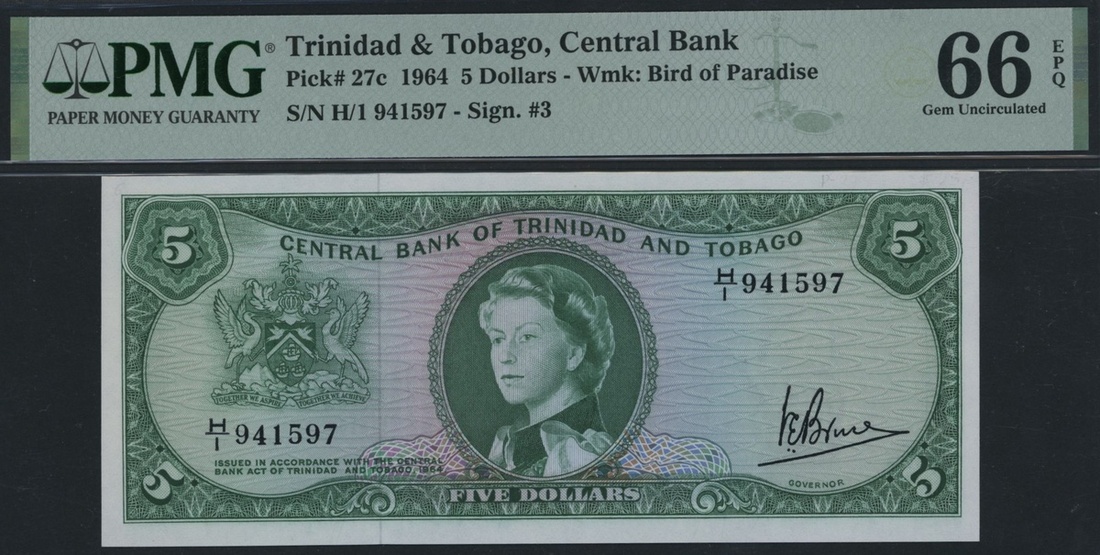 PMG®
PAPER MONEY GUARANTY
Trinidad & Tobago, Central Bank
Pick# 27c 1964 5 Dollars - Wmk: Bird of Paradise
S/N H/1 941597 - Sign. #3
66 EPQ
Gem Uncirculated
5 5
CENTRAL BANK OF TRINIDAD AND TOBAGO
H/1 941597
TOGETHER WE ASPIRE TOGETHER WE ACHIEVE
H/1 941597
ISSUED IN ACCORDANCE WITH THE CENTRAL
BANK ACT OF TRINIDAD AND TOBAGO, 1964
GOVERNOR
5 FIVE DOLLARS 5